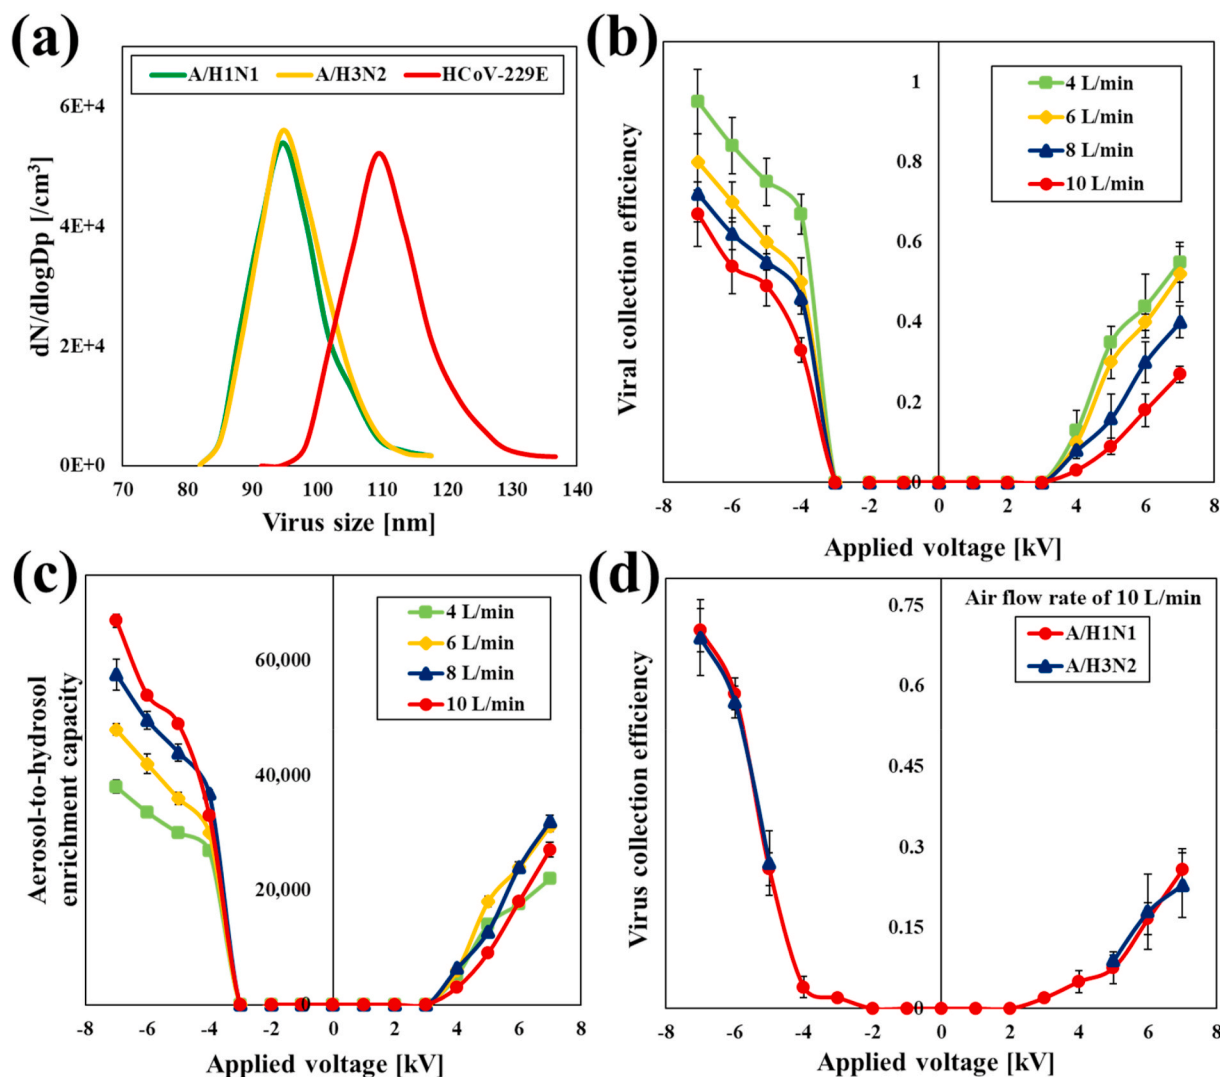 (a)
A/H1N1 A/H3N2 HCoV-229E
dN/dlogDp [/cm³]
6E+4
4E+4
2E+4
0E+0
70 80 90 100 110 120 130 140
Virus size [nm]
(b)
Viral collection efficiency
4 L/min
6 L/min
8 L/min
10 L/min
1
0.8
0.6
0.4
0.2
0
-8 -6 -4 -2 0 2 4 6 8
Applied voltage [kV]
(c)
Aerosol-to-hydrosol
enrichment capacity
4 L/min
6 L/min
8 L/min
10 L/min
60,000
40,000
20,000
0
-8 -6 -4 -2 0 2 4 6 8
Applied voltage [kV]
(d)
Virus collection efficiency
Air flow rate of 10 L/min
A/H1N1
A/H3N2
0.75
0.6
0.45
0.3
0.15
0
-8 -6 -4 -2 0 2 4 6 8
Applied voltage [kV]